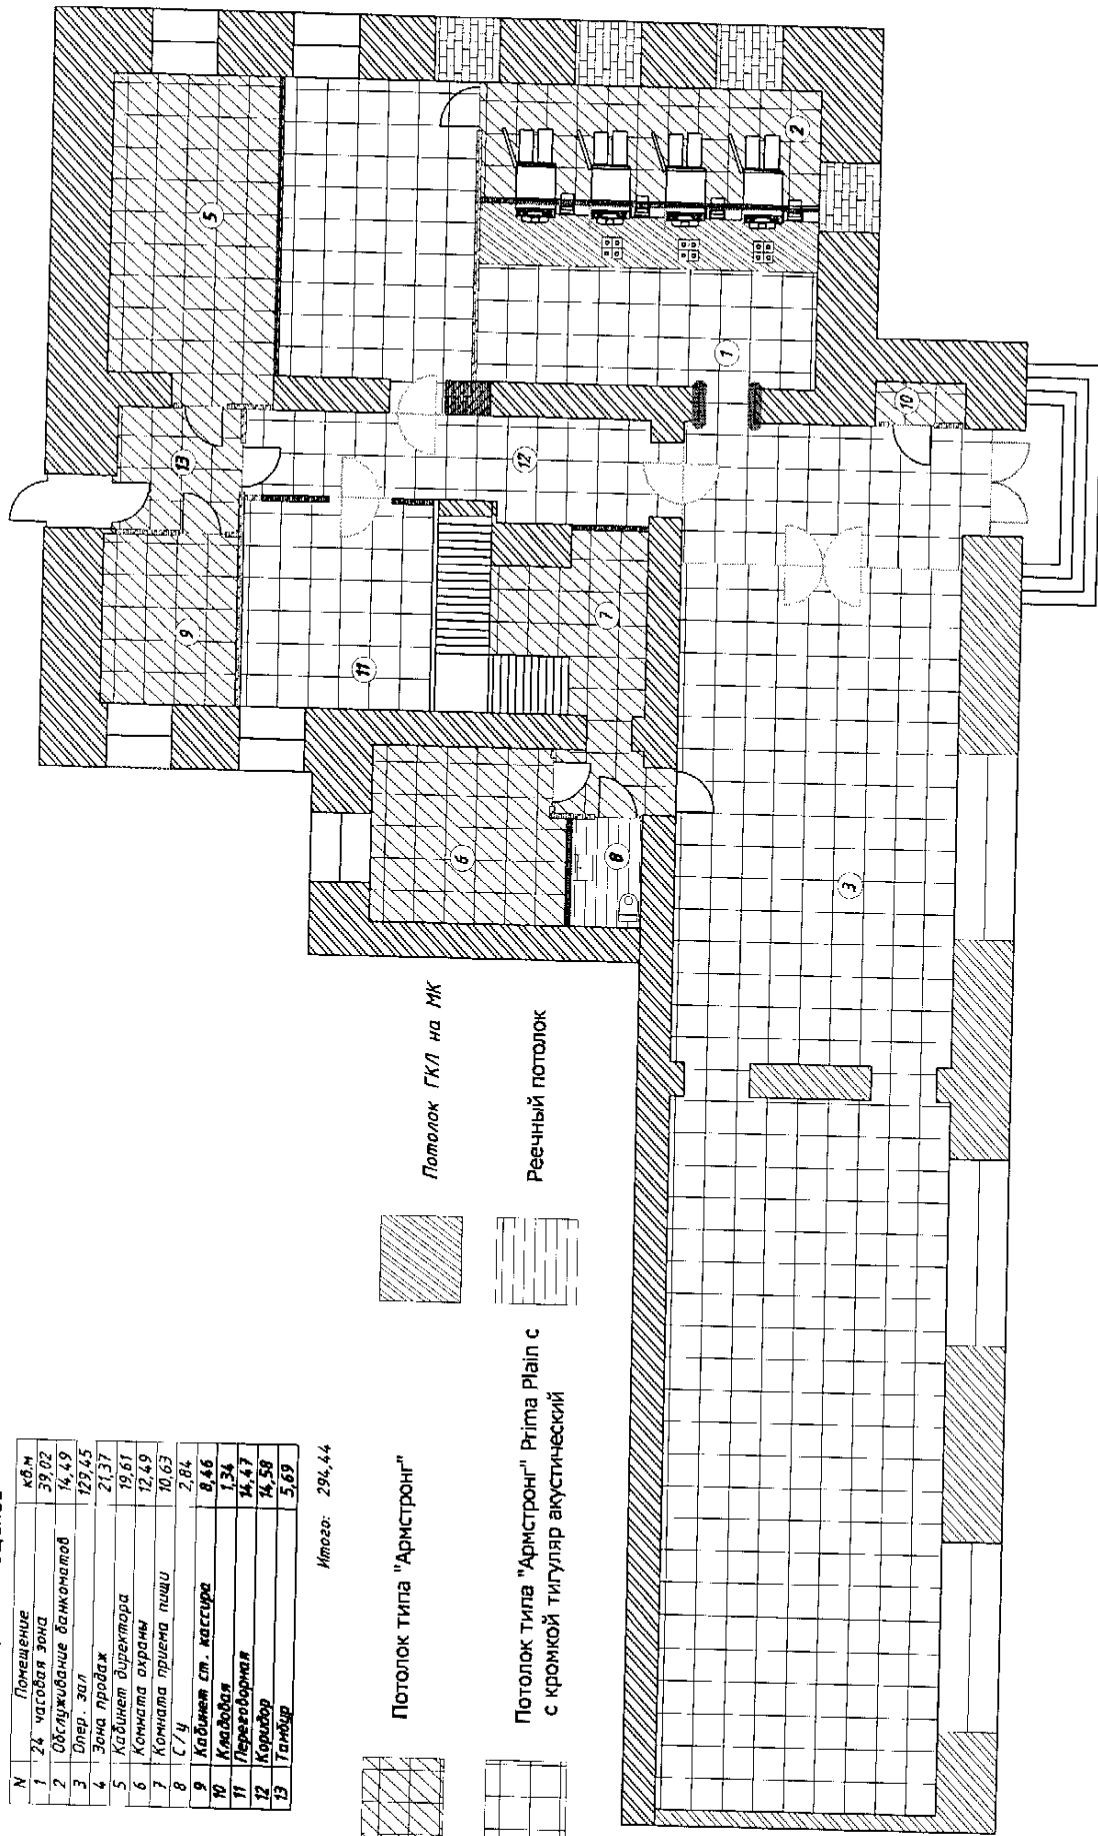 N Помещение кв.м
1 24 часовая зона 39,02
2 Обслуживание банкоматов 14,49
3 Опер. зал 129,45
4 Зона продаж 21,37
5 Кабинет директора 19,61
6 Комната охраны 12,49
7 Комната приема пищи 10,63
8 С/У 2,84
9 Кабинет ст. кассира 8,46
10 Кладовая 1,34
11 Переговорная 14,47
12 Коридор 14,58
13 Тамбур 5,69
Итого: 294,44
Потолок типа "Армстронг"
Потолок типа "Армстронг" Prima Plain с
с кромкой тигуляр акустический
Потолок ГКЛ на МК
Реечный потолок
5
2
13
1
10
12
9
11
7
6
8
3